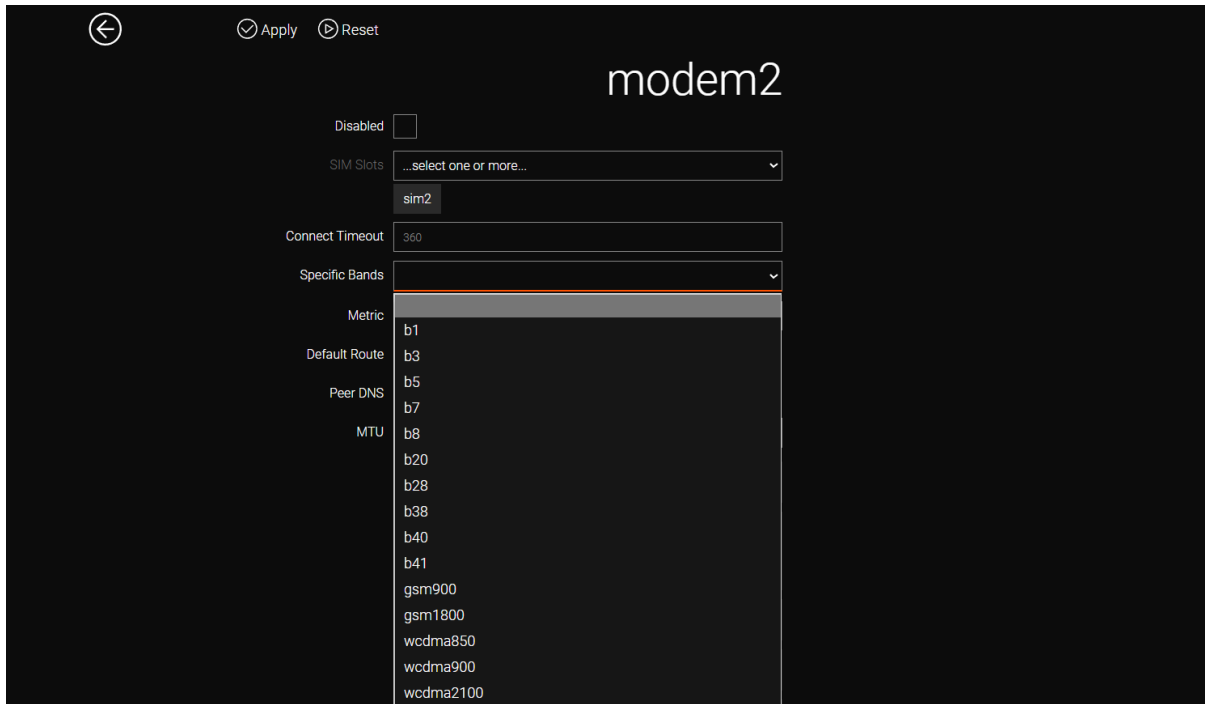 Apply Reset
modem2
Disabled
SIM Slots ...select one or more...
sim2
Connect Timeout 360
Specific Bands
Metric
b1
Default Route b3
b5
Peer DNS
b7
MTU b8
b20
b28
b38
b40
b41
gsm900
gsm1800
wcdma850
wcdma900
wcdma2100